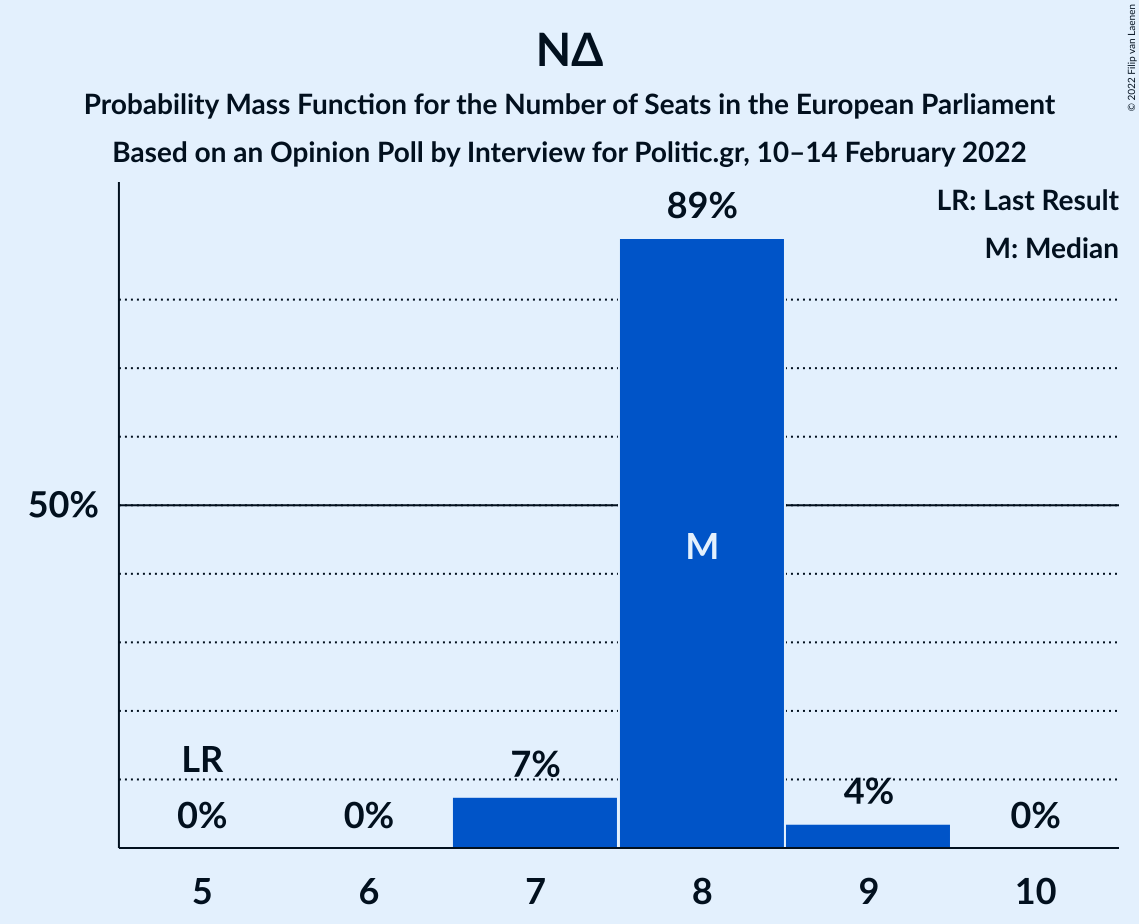 ΝΔ
Probability Mass Function for the Number of Seats in the European Parliament
Based on an Opinion Poll by Interview for Politic.gr, 10–14 February 2022
© 2022 Filip van Laenen
LR: Last Result
M: Median
89%
50%
M
LR
0%
0%
7%
4%
0%
5
6
7
8
9
10